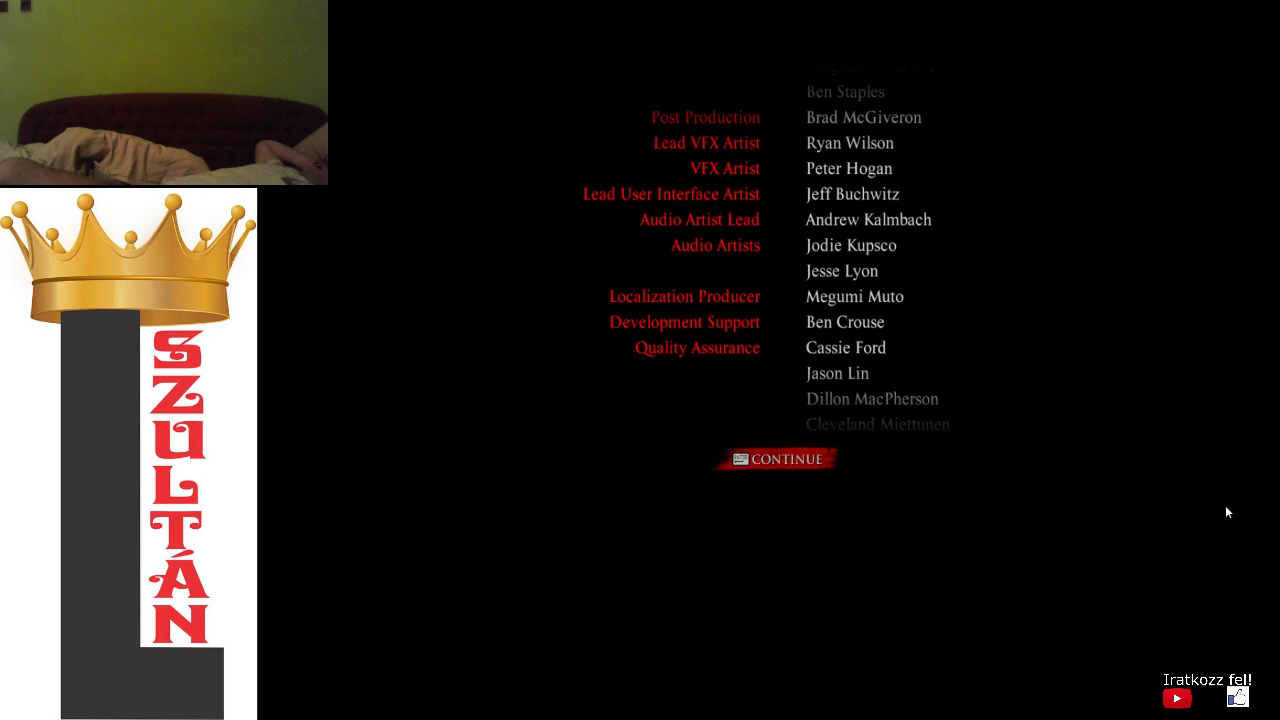 Ben Staples
Post Production Brad McGiveron
Lead VFX Artist Ryan Wilson
VFX Artist Peter Hogan
Lead User Interface Artist Jeff Buchwitz
Audio Artist Lead Andrew Kalmbach
Audio Artists Jodie Kupsco
Jesse Lyon
Localization Producer Megumi Muto
Development Support Ben Crouse
Quality Assurance Cassie Ford
Jason Lin
Dillon MacPherson
Cleveland Miettunen
CONTINUE
L
SZULTÁN
Iratkozz fel!